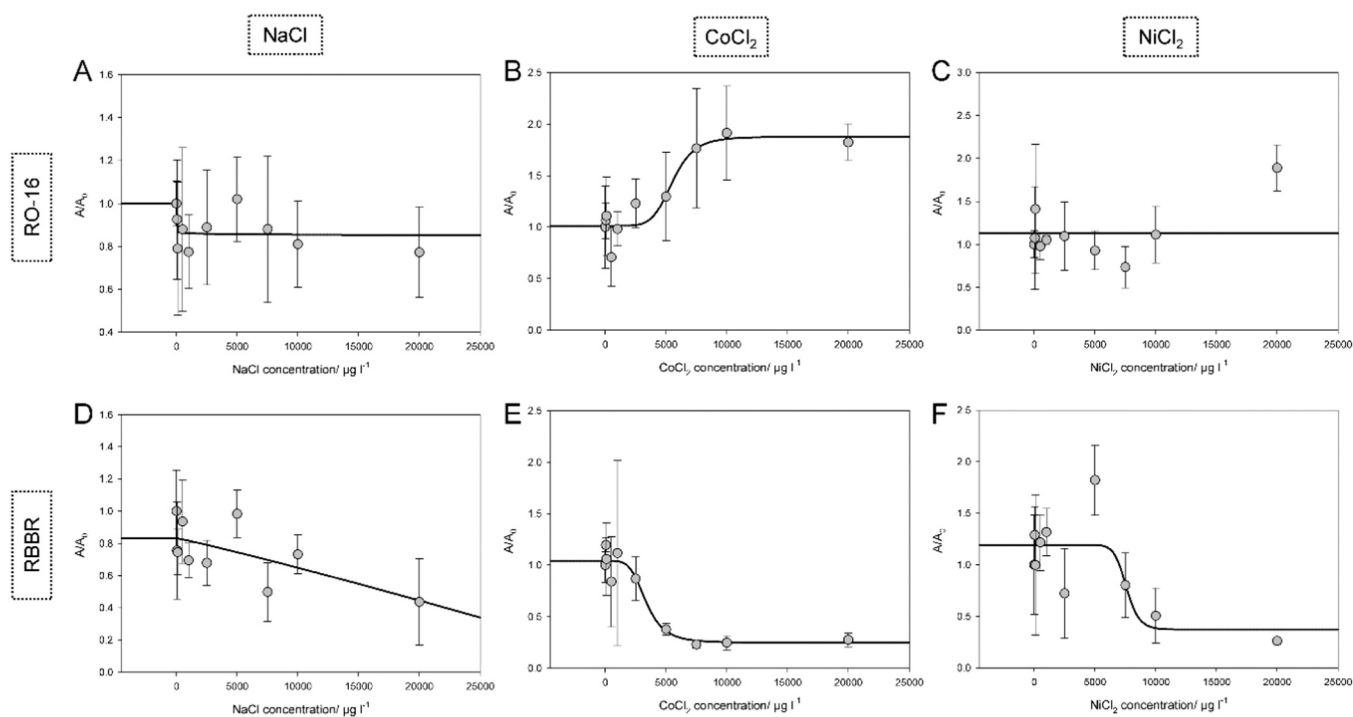 NaCl
CoCl₂
NiCl₂
RO-16
RBBR
A
A/A₀
1.6
1.4
1.2
1.0
0.8
0.6
0.4
0 5000 10000 15000 20000 25000
NaCl concentration/ µg l⁻¹
B
A/A₀
2.5
2.0
1.5
1.0
0.5
0.0
0 5000 10000 15000 20000 25000
CoCl₂ concentration/ µg l⁻¹
C
A/A₀
3.0
2.5
2.0
1.5
1.0
0.5
0.0
0 5000 10000 15000 20000 25000
NiCl₂ concentration/ µg l⁻¹
D
A/A₀
1.6
1.4
1.2
1.0
0.8
0.6
0.4
0.2
0.0
0 5000 10000 15000 20000 25000
NaCl concentration/ µg l⁻¹
E
A/A₀
2.5
2.0
1.5
1.0
0.5
0.0
0 5000 10000 15000 20000 25000
CoCl₂ concentration/ µg l⁻¹
F
A/A₀
2.5
2.0
1.5
1.0
0.5
0.0
0 5000 10000 15000 20000 25000
NiCl₂ concentration/ µg l⁻¹